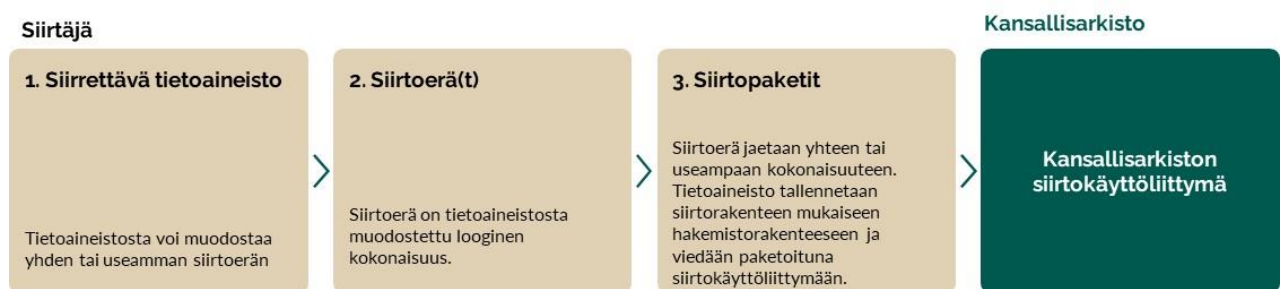 Siirtäjä
Kansallisarkisto
1. Siirrettävä tietoaineisto
Tietoaineistosta voi muodostaa
yhden tai useamman siirtoerän
2. Siirtoerä(t)
Siirtoerä on tietoaineistosta
muodostettu looginen
kokonaisuus.
3. Siirtopaketit
Siirtoerä jaetaan yhteen tai
useampaan kokonaisuuteen.
Tietoaineisto tallennetaan
siirtorakenteen mukaiseen
hakemistorakenteeseen ja
viedään paketoituna
siirtokäyttöliittymään.
Kansallisarkiston
siirtokäyttöliittymä